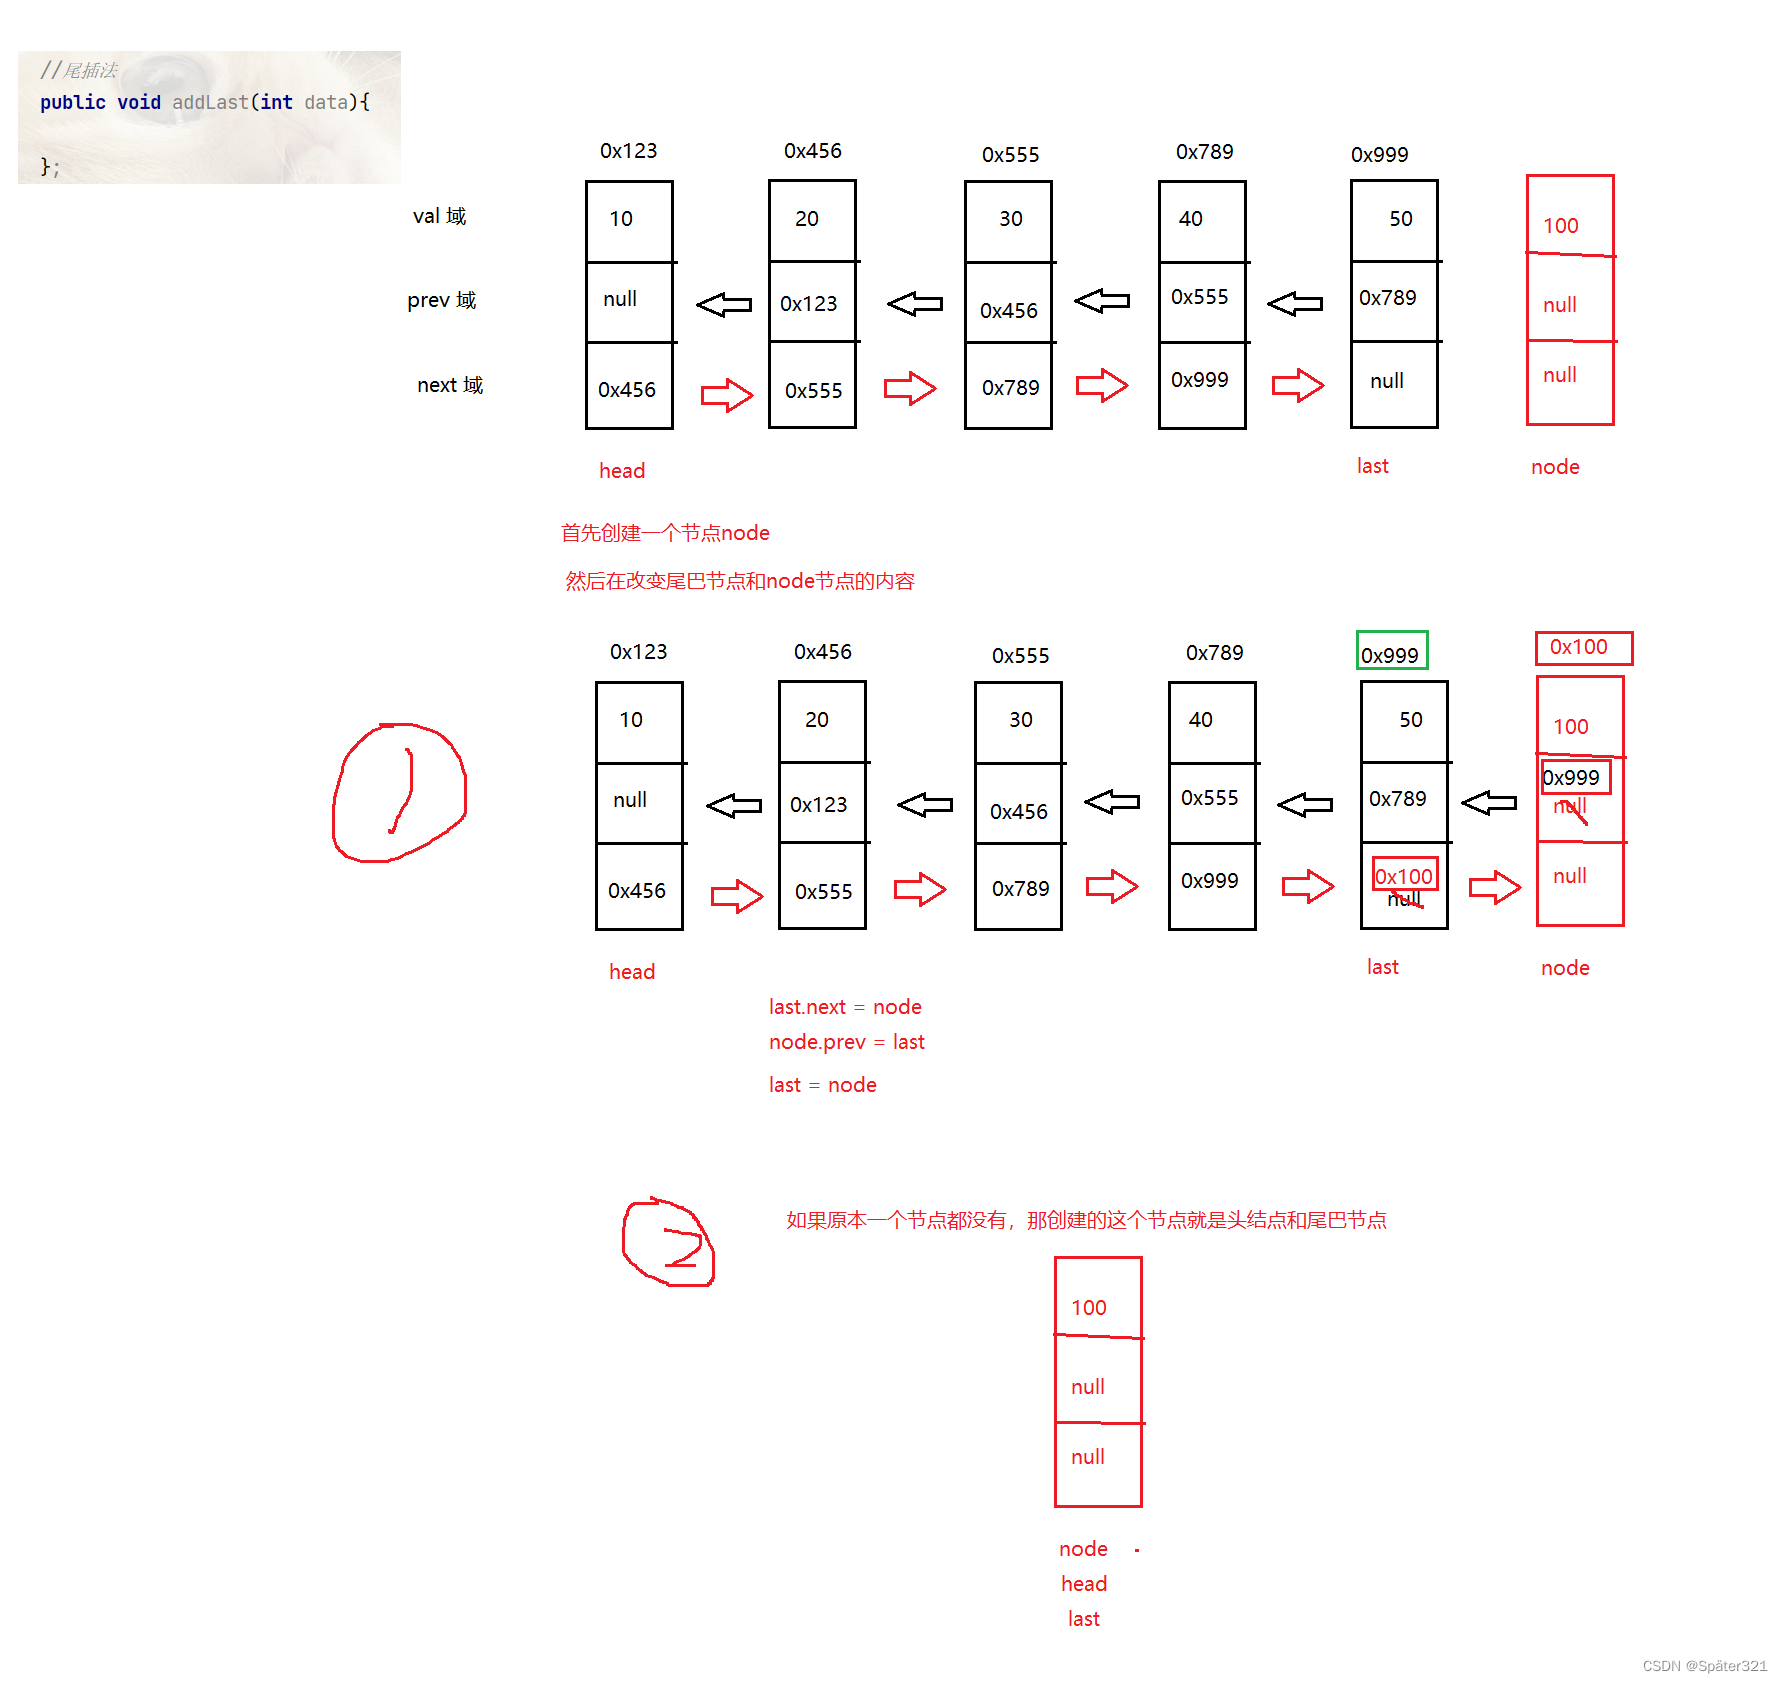 //尾插法
public void addLast(int data){
};
0x123 0x456 0x555 0x789 0x999
val 域 10 20 30 40 50 100
prev 域 null 0x123 0x456 0x555 0x789 null
next 域 0x456 0x555 0x789 0x999 null null
head last node
首先创建一个节点node
然后在改变尾巴节点和node节点的内容
0x123 0x456 0x555 0x789 0x999 0x100
1
10 20 30 40 50 100
0x999
null 0x123 0x456 0x555 0x789 null
0x100
0x456 0x555 0x789 0x999 null null
head last node
last.next = node
node.prev = last
last = node
2
如果原本一个节点都没有，那创建的这个节点就是头结点和尾巴节点
100
null
null
node
head
last
CSDN @Später321